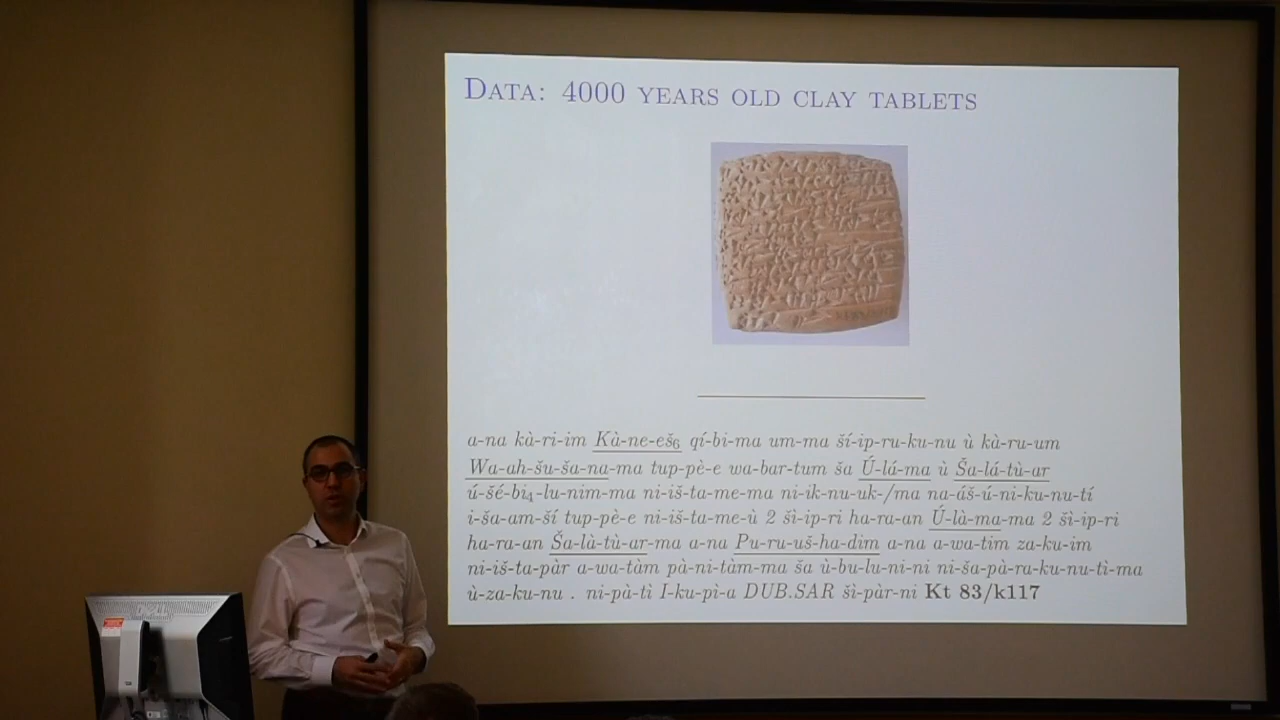 DATA: 4000 YEARS OLD CLAY TABLETS
a-na kà-ri-im Kà-ne-eš₆ qí-bi-ma um-ma ší-ip-ru-ku-nu ù kà-ru-um
Wa-ah-šu-ša-na-ma tup-pè-e wa-bar-tum ša Ú-lá-ma ù Ša-lá-tù-ar
ú-šé-bi₄-lu-nim-ma ni-iš-ta-me-ma ni-ik-nu-uk-/ma na-áš-ú-ni-ku-nu-tí
i-ša-am-ší tup-pè-e ni-iš-ta-me-ù 2 šì-ip-ri ha-ra-an Ú-là-ma-ma 2 šì-ip-ri
ha-ra-an Ša-là-tù-ar-ma a-na Pu-ru-uš-ha-dim a-na a-wa-tim za-ku-im
ni-iš-ta-pàr a-wa-tàm pà-ni-tàm-ma ša ù-bu-lu-ni-ni ni-ša-pà-ra-ku-nu-tì-ma
ù-za-ku-nu . ni-pà-tì I-ku-pì-a DUB.SAR šì-pàr-ni Kt 83/k117
DELL